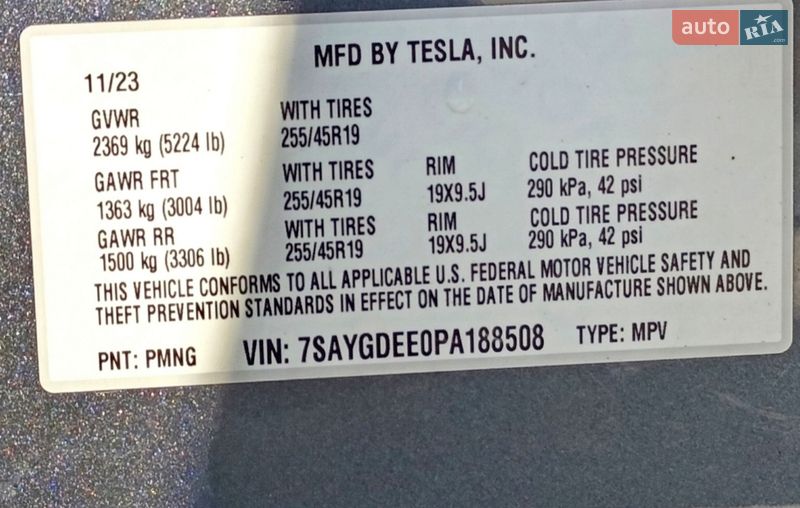 auto RIA .com
MFD BY TESLA, INC.
11/23
GVWR WITH TIRES
2369 kg (5224 lb) 255/45R19
GAWR FRT WITH TIRES RIM COLD TIRE PRESSURE
1363 kg (3004 lb) 255/45R19 19X9.5J 290 kPa, 42 psi
GAWR RR WITH TIRES RIM COLD TIRE PRESSURE
1500 kg (3306 lb) 255/45R19 19X9.5J 290 kPa, 42 psi
THIS VEHICLE CONFORMS TO ALL APPLICABLE U.S. FEDERAL MOTOR VEHICLE SAFETY AND
THEFT PREVENTION STANDARDS IN EFFECT ON THE DATE OF MANUFACTURE SHOWN ABOVE.
PNT: PMNG VIN: 7SAYGDEE0PA188508 TYPE: MPV